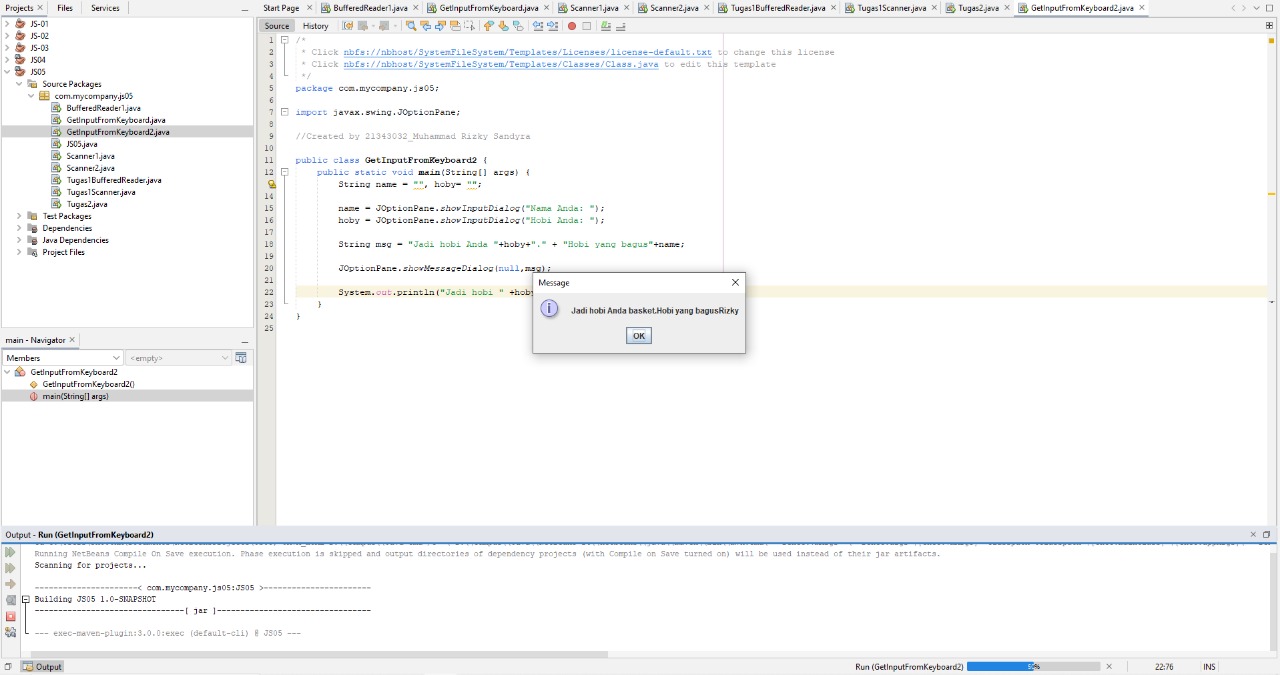 Projects
Files
Services
Start Page
BufferedReader1.java
GetInputFromKeyboard.java
Scanner1.java
Scanner2.java
Tugas1BufferedReader.java
Tugas1Scanner.java
Tugas2.java
GetInputFromKeyboard2.java
Source
History
JS-01
JS-02
JS-03
JS04
JS05
Source Packages
com.mycompany.js05
BufferedReader1.java
GetInputFromKeyboard.java
GetInputFromKeyboard2.java
JS05.java
Scanner1.java
Scanner2.java
Tugas1BufferedReader.java
Tugas1Scanner.java
Tugas2.java
Test Packages
Dependencies
Java Dependencies
Project Files
1 /*
2 * Click nbfs://nbhost/SystemFileSystem/Templates/Licenses/license-default.txt to change this license
3 * Click nbfs://nbhost/SystemFileSystem/Templates/Classes/Class.java to edit this template
4 */
5 package com.mycompany.js05;
6
7 import javax.swing.JOptionPane;
8
9 //Created by 21343032_Muhammad Rizky Sandyra
10
11 public class GetInputFromKeyboard2 {
12 public static void main(String[] args) {
String name = "", hoby= "";
14
15 name = JOptionPane.showInputDialog("Nama Anda: ");
16 hoby = JOptionPane.showInputDialog("Hobi Anda: ");
17
18 String msg = "Jadi hobi Anda "+hoby+"." + "Hobi yang bagus"+name;
19
20 JOptionPane.showMessageDialog(null,msg);
21
22 System.out.println("Jadi hobi " +hoby
23 }
24 }
25
Message
Jadi hobi Anda basket.Hobi yang bagusRizky
OK
main - Navigator
Members
<empty>
GetInputFromKeyboard2
GetInputFromKeyboard2()
main(String[] args)
Output - Run (GetInputFromKeyboard2)
Running NetBeans Compile On Save execution. Phase execution is skipped and output directories of dependency projects (with Compile on Save turned on) will be used instead of their jar artifacts.
Scanning for projects...
----------------------< com.mycompany.js05:JS05 >-----------------------
Building JS05 1.0-SNAPSHOT
--------------------------------[ jar ]---------------------------------
--- exec-maven-plugin:3.0.0:exec (default-cli) @ JS05 ---
Output
Run (GetInputFromKeyboard2)
22:76
INS